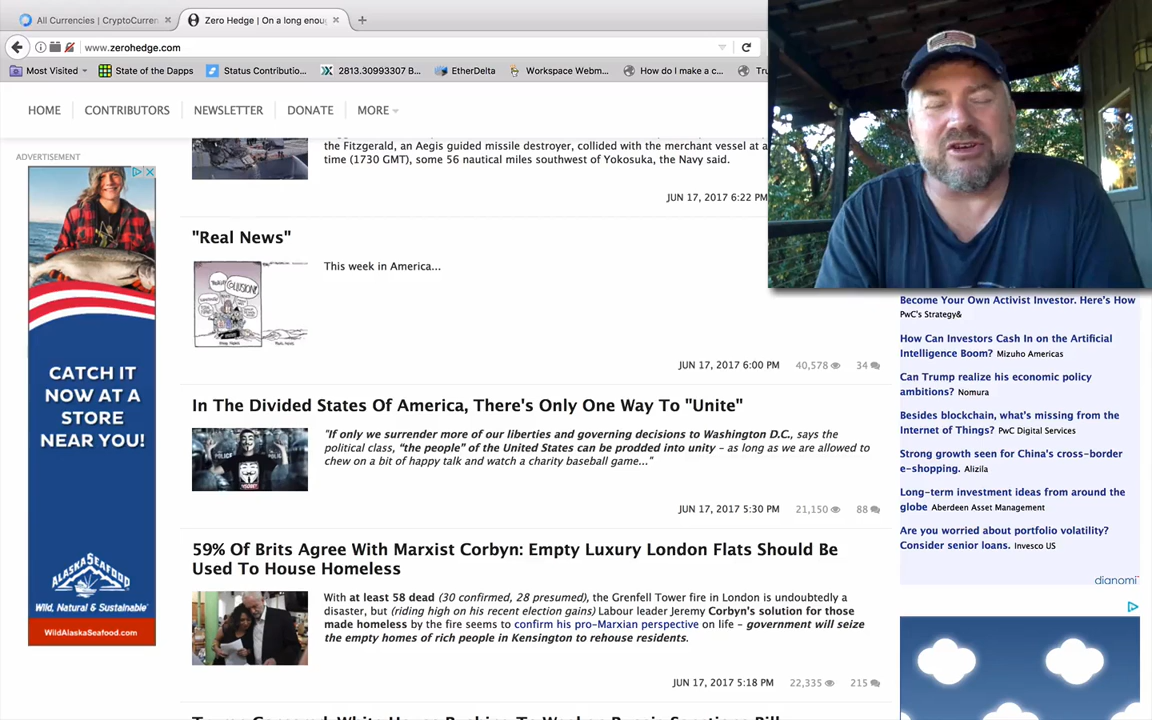 All Currencies | CryptoCurren
Zero Hedge | On a long enou
www.zerohedge.com
Most Visited
State of the Dapps
Status Contributio...
2813.30993307 B...
EtherDelta
Workspace Webm...
How do I make a c...
Tru
HOME
CONTRIBUTORS
NEWSLETTER
DONATE
MORE
ADVERTISEMENT
the Fitzgerald, an Aegis guided missile destroyer, collided with the merchant vessel at a
time (1730 GMT), some 56 nautical miles southwest of Yokosuka, the Navy said.
JUN 17, 2017 6:22 PM
"Real News"
This week in America...
JUN 17, 2017 6:00 PM
40,578
34
In The Divided States Of America, There's Only One Way To "Unite"
"If only we surrender more of our liberties and governing decisions to Washington D.C., says the
political class, “the people” of the United States can be prodded into unity – as long as we are allowed to
chew on a bit of happy talk and watch a charity baseball game..."
JUN 17, 2017 5:30 PM
21,150
88
59% Of Brits Agree With Marxist Corbyn: Empty Luxury London Flats Should Be
Used To House Homeless
With at least 58 dead (30 confirmed, 28 presumed), the Grenfell Tower fire in London is undoubtedly a
disaster, but (riding high on his recent election gains) Labour leader Jeremy Corbyn's solution for those
made homeless by the fire seems to confirm his pro-Marxian perspective on life – government will seize
the empty homes of rich people in Kensington to rehouse residents.
JUN 17, 2017 5:18 PM
22,335
215
CATCH IT
NOW AT A
STORE
NEAR YOU!
ALASKA SEAFOOD
Wild, Natural & Sustainable
WildAlaskaSeafood.com
Become Your Own Activist Investor. Here's How
PwC's Strategy&
How Can Investors Cash In on the Artificial
Intelligence Boom? Mizuho Americas
Can Trump realize his economic policy
ambitions? Nomura
Besides blockchain, what's missing from the
Internet of Things? PwC Digital Services
Strong growth seen for China's cross-border
e-shopping. Alizila
Long-term investment ideas from around the
globe Aberdeen Asset Management
Are you worried about portfolio volatility?
Consider senior loans. Invesco US
dianomi